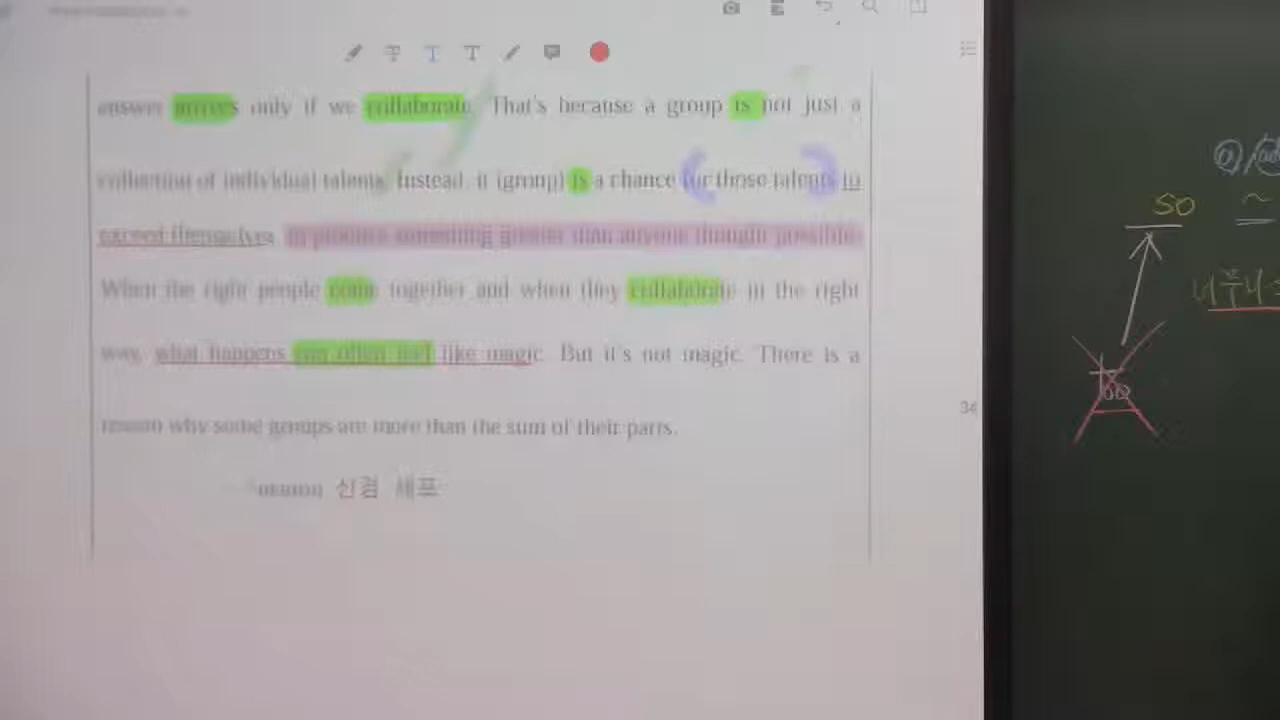 answer arrives only if we collaborate. That's because a group is not just a
collection of individual talents. Instead, it (group) is a chance for those talents to
exceed themselves, to produce something greater than anyone thought possible.
When the right people come together and when they collaborate in the right
way, what happens can often feel like magic. But it's not magic. There is a
reason why some groups are more than the sum of their parts.
*neuron 신경 세포
34
so
too